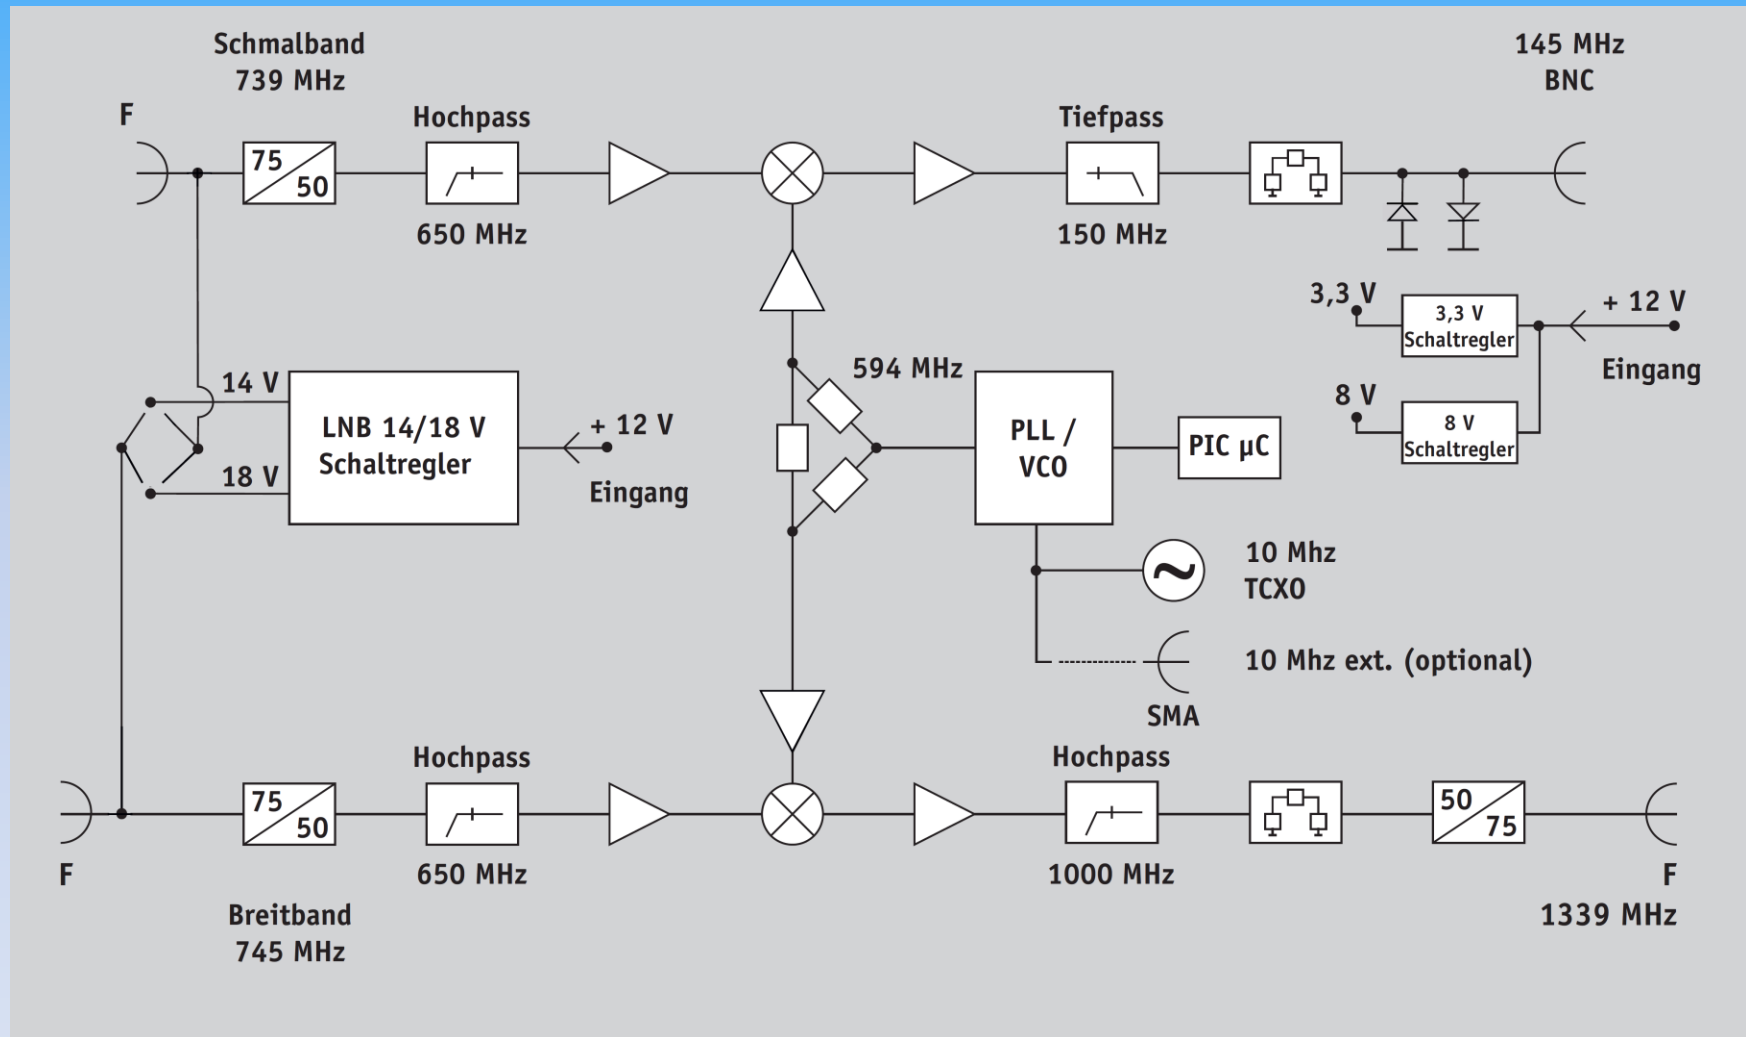 Schmalband
739 MHz
145 MHz
BNC
F
Hochpass
Tiefpass
75
50
650 MHz
150 MHz
3,3 V
3,3 V
Schaltregler
+ 12 V
Eingang
14 V
594 MHz
8 V
8 V
Schaltregler
LNB 14/18 V
Schaltregler
+ 12 V
Eingang
18 V
PLL /
VCO
PIC µC
10 Mhz
TCXO
10 Mhz ext. (optional)
SMA
Hochpass
Hochpass
75
50
50
75
F
650 MHz
1000 MHz
F
Breitband
745 MHz
1339 MHz